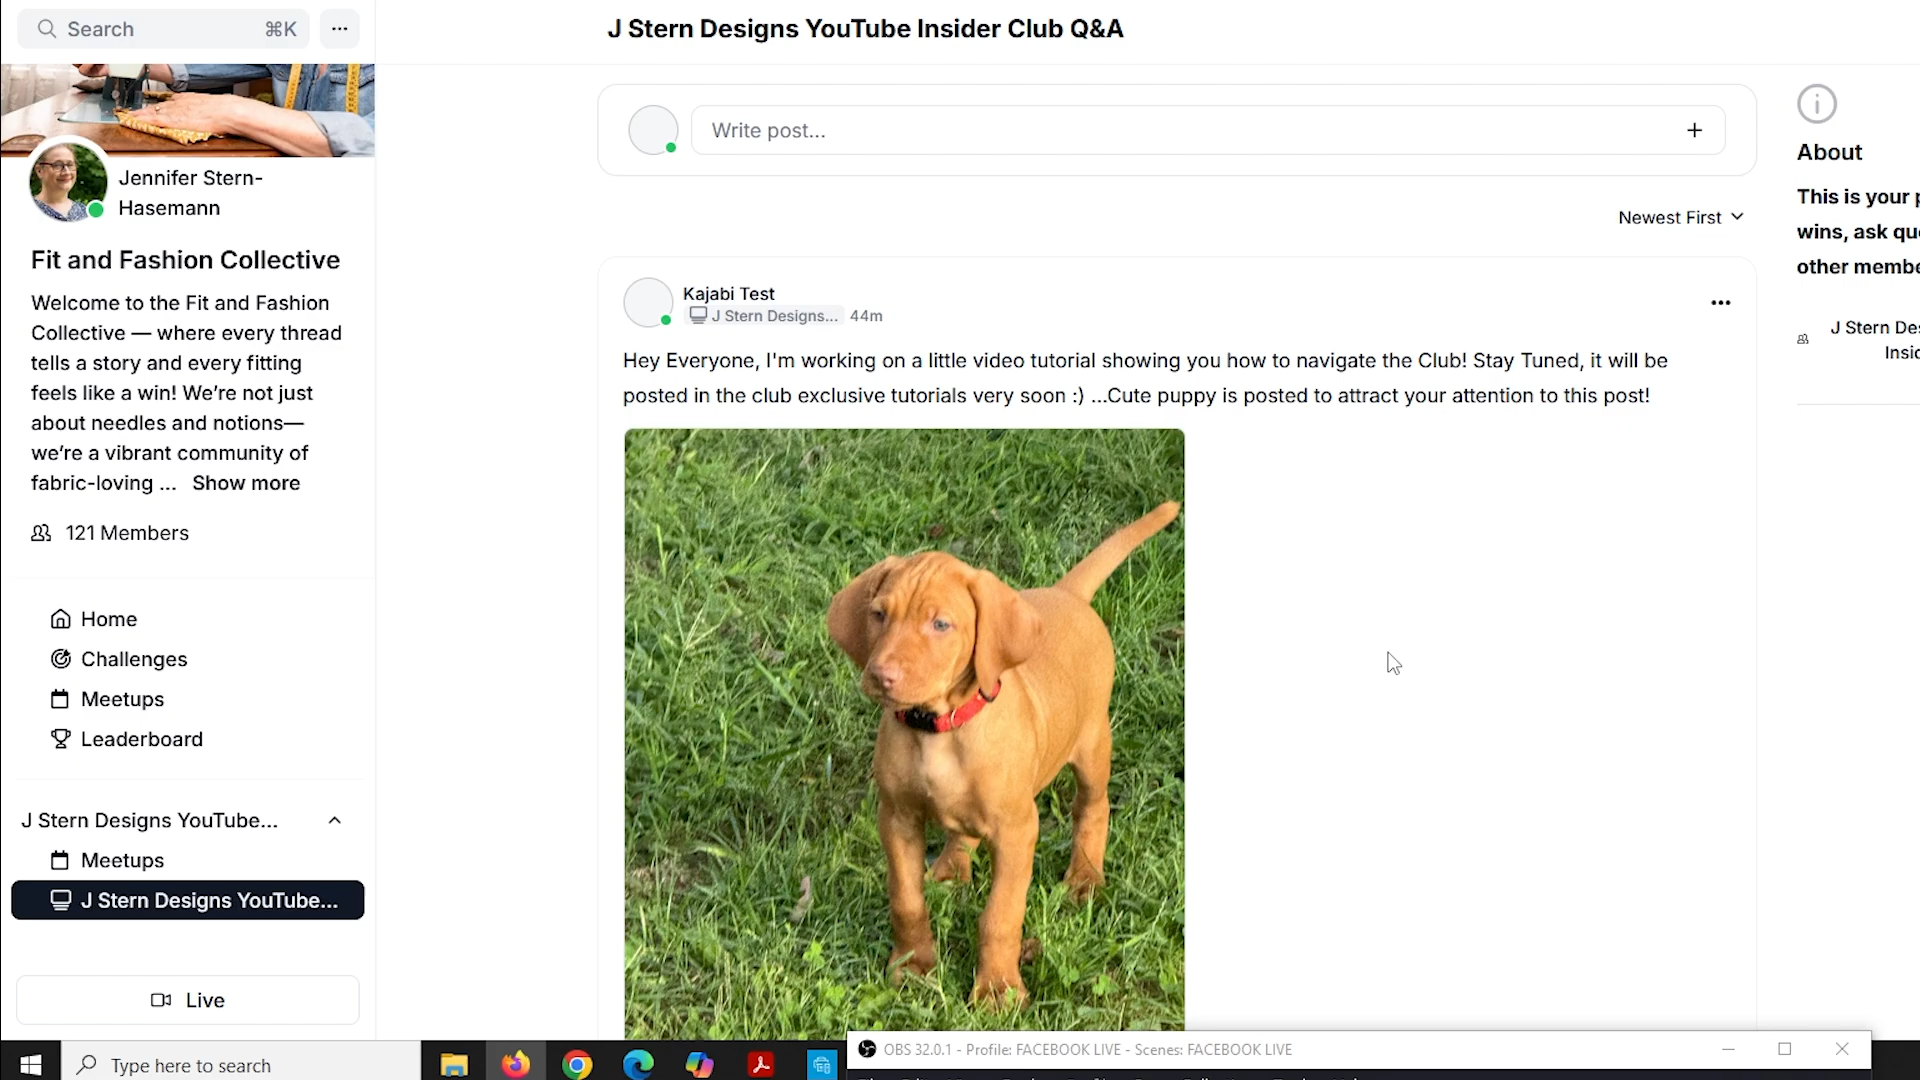 Search
⌘K
J Stern Designs YouTube Insider Club Q&A
Jennifer Stern-
Hasemann
Fit and Fashion Collective
Welcome to the Fit and Fashion
Collective — where every thread
tells a story and every fitting
feels like a win! We’re not just
about needles and notions—
we’re a vibrant community of
fabric-loving ... Show more
121 Members
Home
Challenges
Meetups
Leaderboard
J Stern Designs YouTube...
Meetups
J Stern Designs YouTube...
Live
Write post...
Newest First
Kajabi Test
J Stern Designs... 44m
Hey Everyone, I'm working on a little video tutorial showing you how to navigate the Club! Stay Tuned, it will be
posted in the club exclusive tutorials very soon :) ...Cute puppy is posted to attract your attention to this post!
About
This is your p
wins, ask que
other membe
J Stern Des
Insid
Type here to search
OBS 32.0.1 - Profile: FACEBOOK LIVE - Scenes: FACEBOOK LIVE